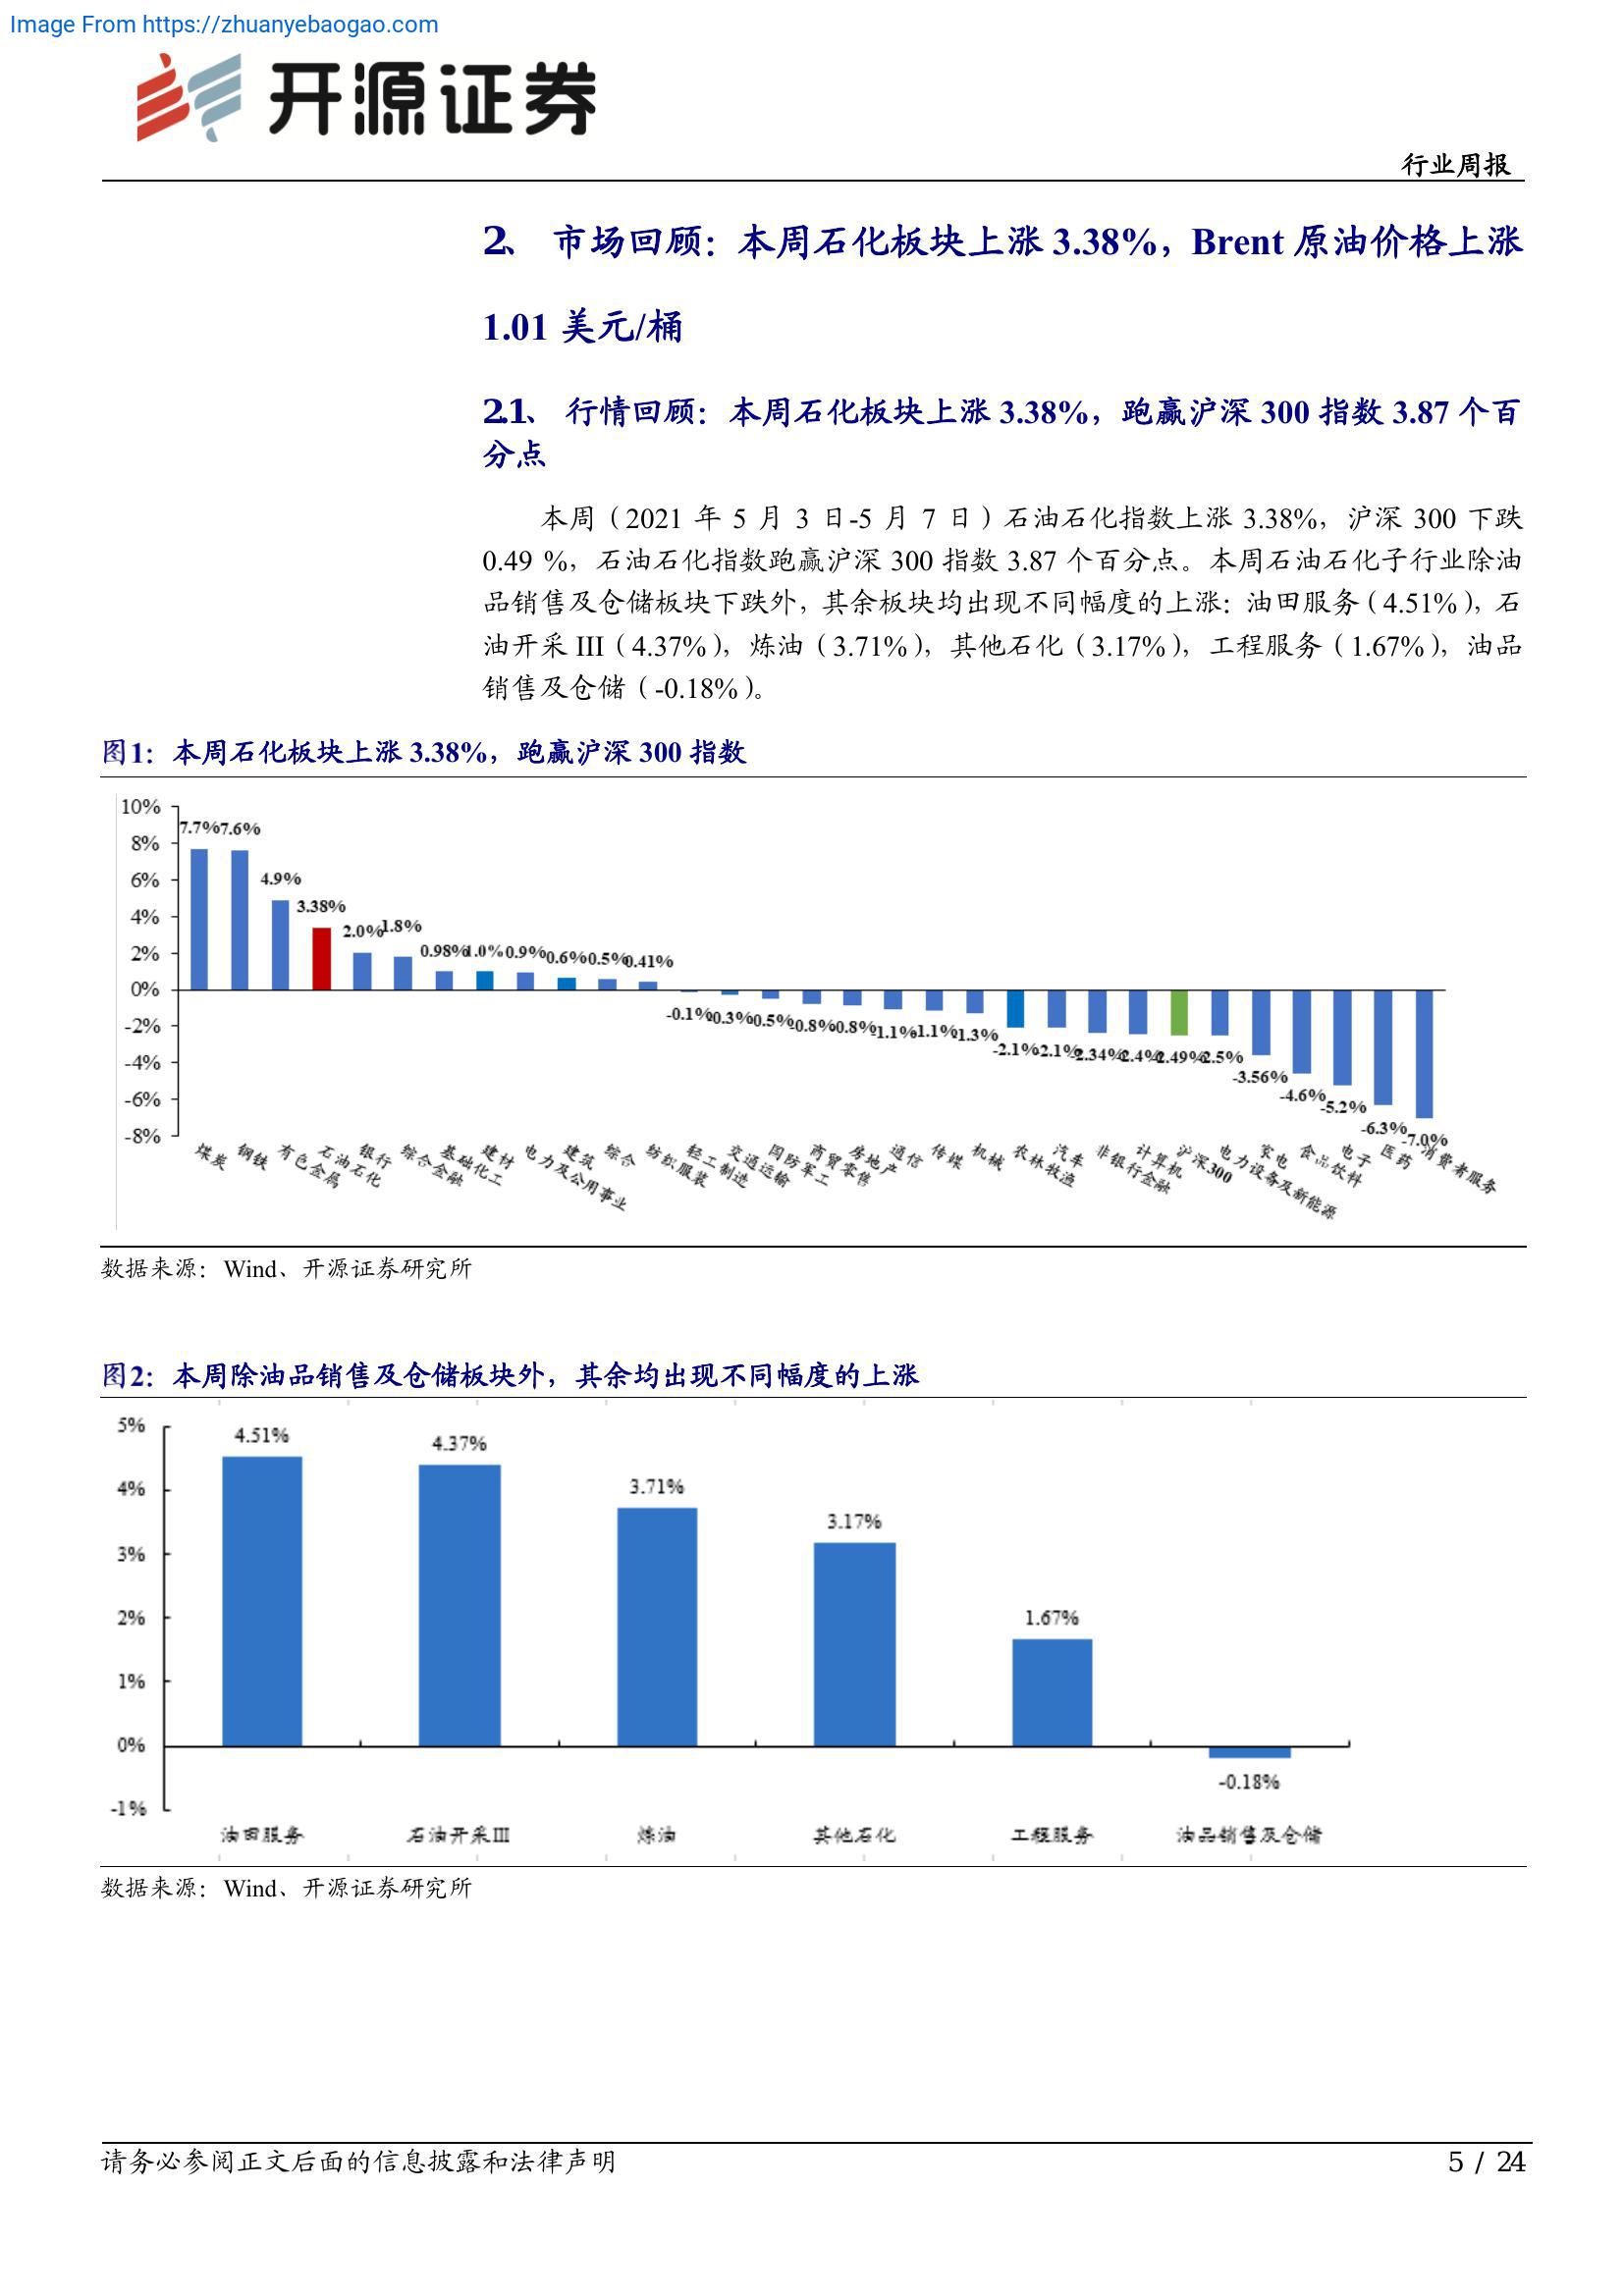 Image From https://zhuanyebaogao.com
开源证券
行业周报
2、 市场回顾：本周石化板块上涨 3.38%，Brent 原油价格上涨
1.01 美元/桶
2.1、 行情回顾：本周石化板块上涨 3.38%，跑赢沪深 300 指数 3.87 个百
分点
本周（2021 年 5 月 3 日-5 月 7 日）石油石化指数上涨 3.38%，沪深 300 下跌
0.49 %，石油石化指数跑赢沪深 300 指数 3.87 个百分点。本周石油石化子行业除油
品销售及仓储板块下跌外，其余板块均出现不同幅度的上涨：油田服务（4.51%），石
油开采 III（4.37%），炼油（3.71%），其他石化（3.17%），工程服务（1.67%），油品
销售及仓储（-0.18%）。
图1：本周石化板块上涨 3.38%，跑赢沪深 300 指数
10%
8%
6%
4%
2%
0%
-2%
-4%
-6%
-8%
7.7% 7.6% 4.9% 3.38% 2.0% 1.8% 0.98% 1.0% 0.9% 0.6% 0.5% 0.41%
-0.1% -0.3% -0.5% -0.8% -0.8% -1.1% -1.1% -1.3% -2.1% -2.1% -2.34% -2.4% -2.49% -2.5% -3.56% -4.6% -5.2% -6.3% -7.0%
煤炭 钢铁 有色金属 石油石化 银行 综合金融 基础化工 建材 电力及公用事业 建筑 综合 纺织服装 轻工制造 交通运输 国防军工 商贸零售 房地产 通信 传媒 机械 农林牧渔 汽车 非银行金融 计算机 沪深300 电力设备及新能源 家电 食品饮料 电子 医药 消费者服务
数据来源：Wind、开源证券研究所
图2：本周除油品销售及仓储板块外，其余均出现不同幅度的上涨
5%
4%
3%
2%
1%
0%
-1%
4.51% 4.37% 3.71% 3.17% 1.67% -0.18%
油田服务 石油开采III 炼油 其他石化 工程服务 油品销售及仓储
数据来源：Wind、开源证券研究所
请务必参阅正文后面的信息披露和法律声明
5 / 24